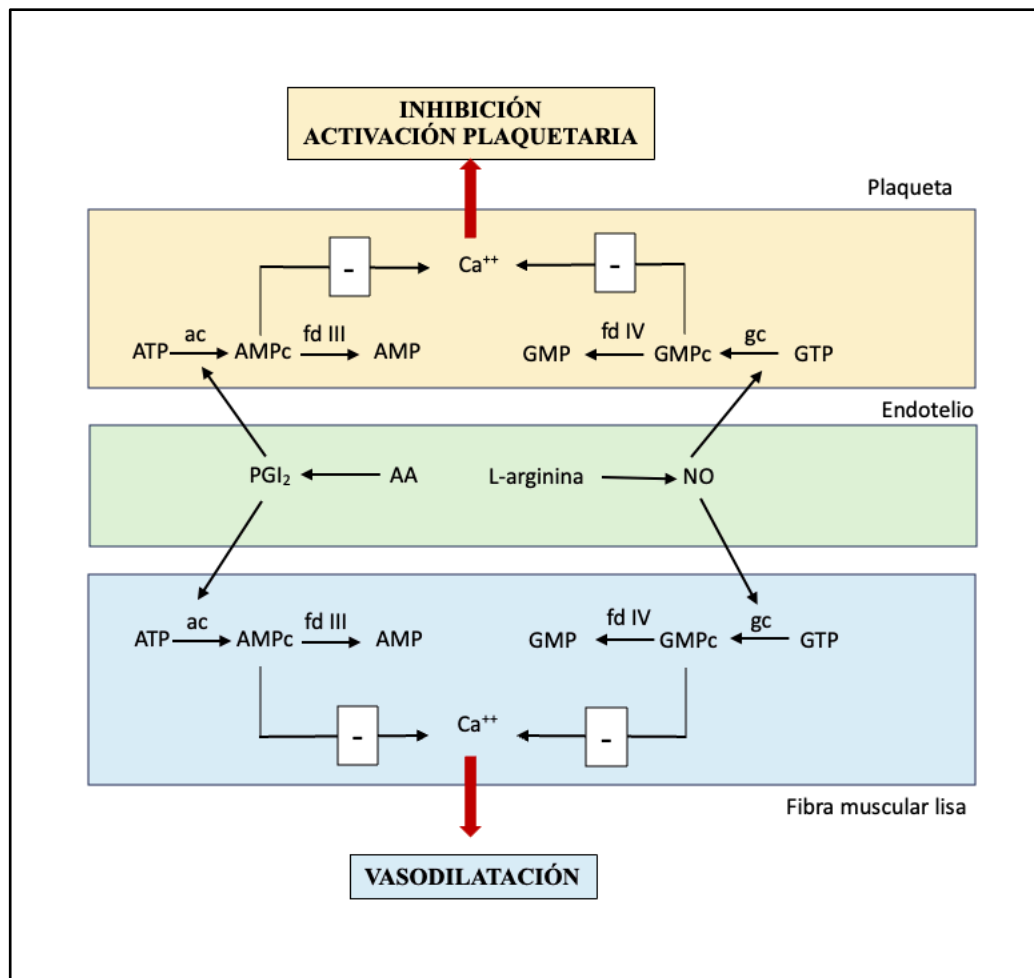 INHIBICIÓN
ACTIVACIÓN PLAQUETARIA
Plaqueta
- Ca⁺⁺ -
ac fd III fd IV gc
ATP AMPc AMP GMP GMPc GTP
Endotelio
PGI₂ AA L-arginina NO
ac fd III fd IV gc
ATP AMPc AMP GMP GMPc GTP
- Ca⁺⁺ -
Fibra muscular lisa
VASODILATACIÓN